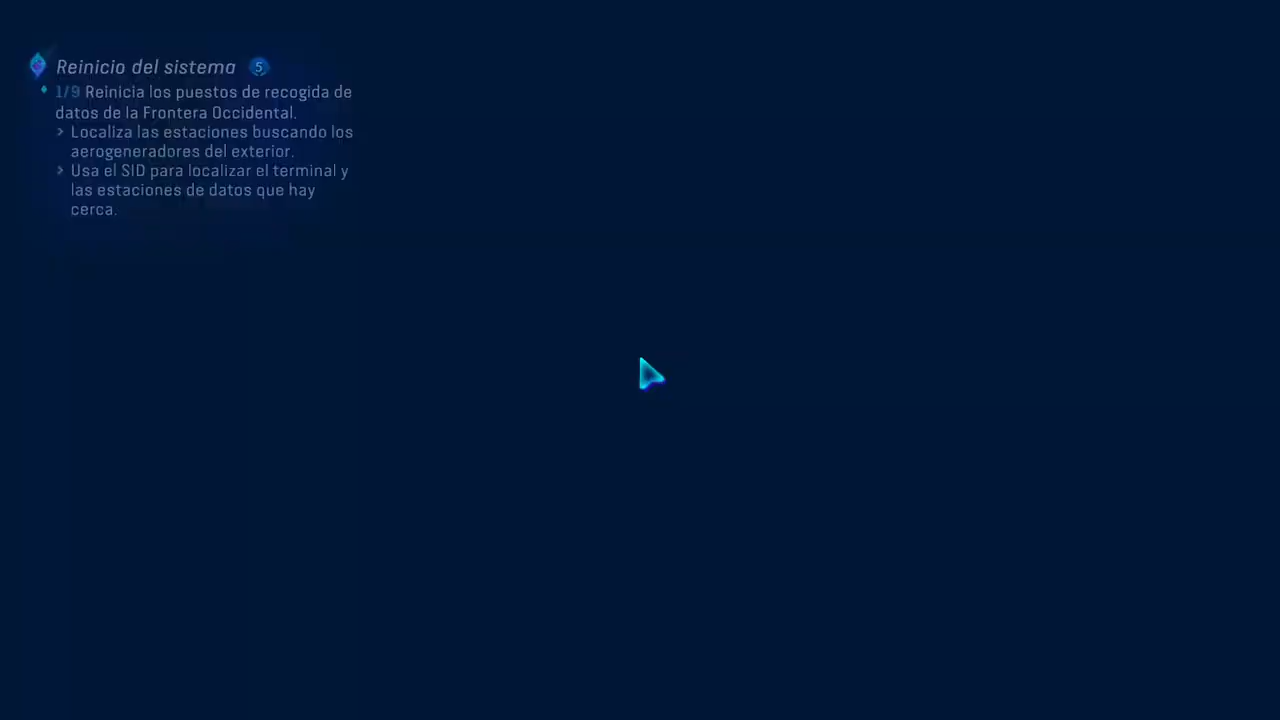 Reinicio del sistema 5
1/9 Reinicia los puestos de recogida de
datos de la Frontera Occidental.
> Localiza las estaciones buscando los
aerogeneradores del exterior.
> Usa el SID para localizar el terminal y
las estaciones de datos que hay
cerca.